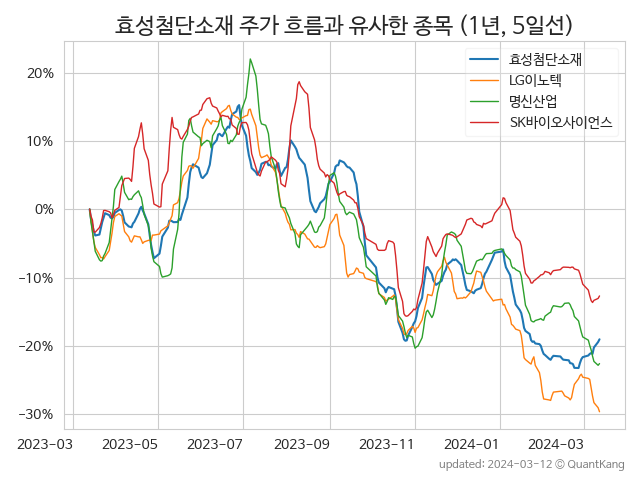 효성첨단소재 주가 흐름과 유사한 종목 (1년, 5일선)
효성첨단소재
LG이노텍
명신산업
SK바이오사이언스
20%
10%
0%
−10%
−20%
−30%
2023-03 2023-05 2023-07 2023-09 2023-11 2024-01 2024-03
updated: 2024-03-12 © QuantKang